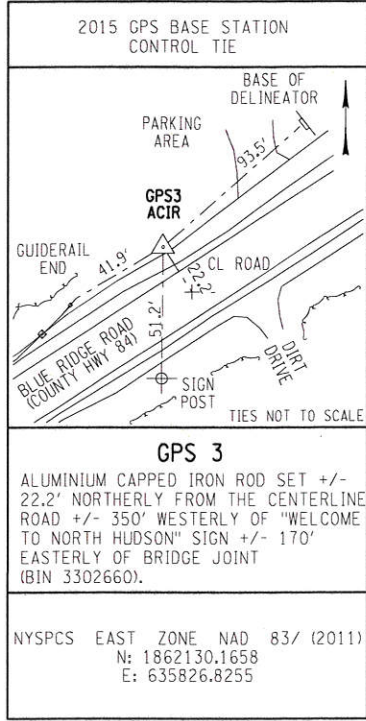 2015 GPS BASE STATION
CONTROL TIE
BASE OF
DELINEATOR
PARKING
AREA
93.5'
GPS3
ACIR
GUIDERAIL
END
41.9'
CL ROAD
22.2'
51.2'
BLUE RIDGE ROAD
(COUNTY HWY 84)
DIRT
DRIVE
SIGN
POST
TIES NOT TO SCALE
GPS 3
ALUMINIUM CAPPED IRON ROD SET +/-
22.2' NORTHERLY FROM THE CENTERLINE
ROAD +/- 350' WESTERLY OF "WELCOME
TO NORTH HUDSON" SIGN +/- 170'
EASTERLY OF BRIDGE JOINT
(BIN 3302660).
NYSPCS EAST ZONE NAD 83/ (2011)
N: 1862130.1658
E: 635826.8255